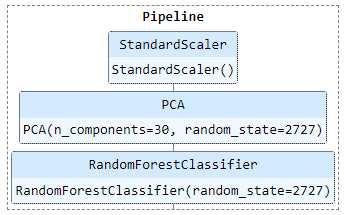 Pipeline
StandardScaler
StandardScaler()
PCA
PCA(n_components=30, random_state=2727)
RandomForestClassifier
RandomForestClassifier(random_state=2727)